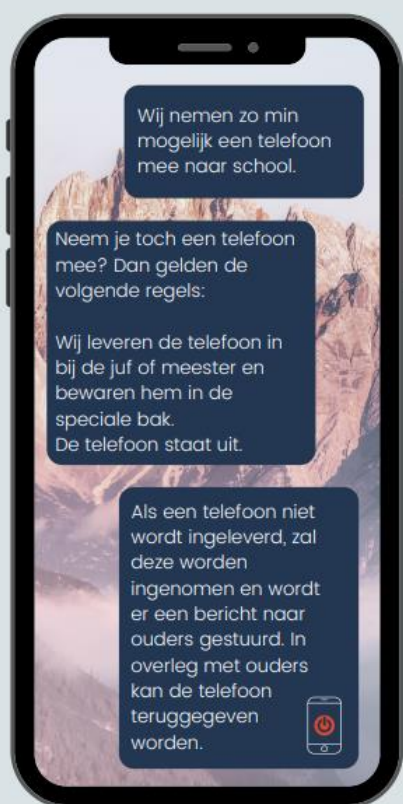 Wij nemen zo min
mogelijk een telefoon
mee naar school.
Neem je toch een telefoon
mee? Dan gelden de
volgende regels:
Wij leveren de telefoon in
bij de juf of meester en
bewaren hem in de
speciale bak.
De telefoon staat uit.
Als een telefoon niet
wordt ingeleverd, zal
deze worden
ingenomen en wordt
er een bericht naar
ouders gestuurd. In
overleg met ouders
kan de telefoon
teruggegeven
worden.